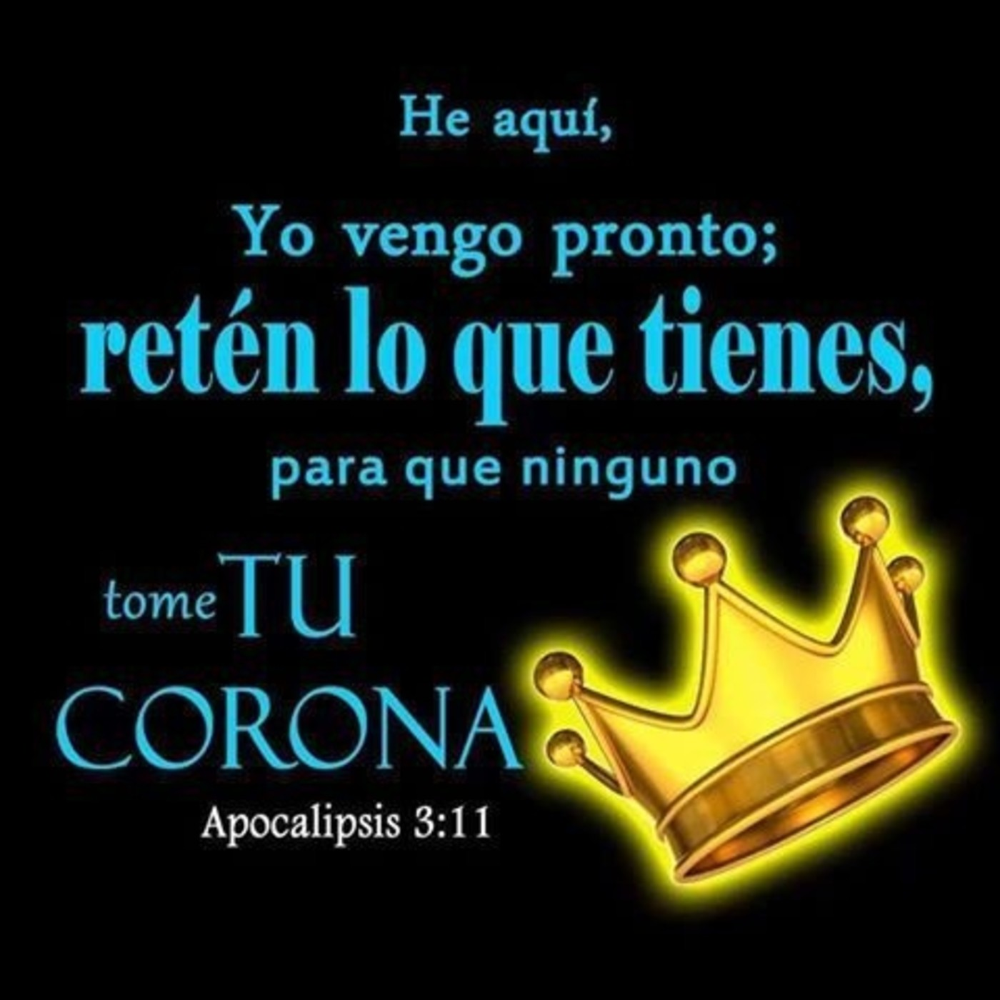 He aquí,
Yo vengo pronto;
retén lo que tienes,
para que ninguno
tome TU
CORONA
Apocalipsis 3:11